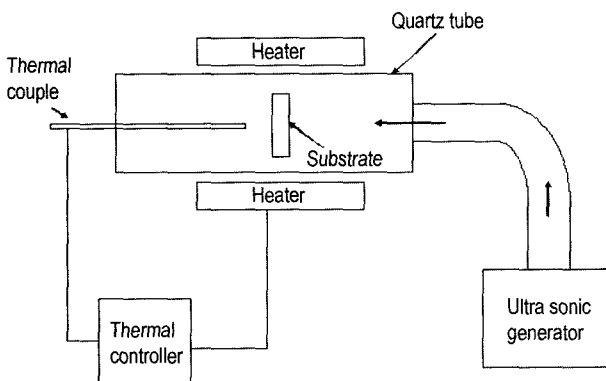 Quartz tube
Heater
Thermal
couple
Substrate
Heater
Thermal
controller
Ultra sonic
generator